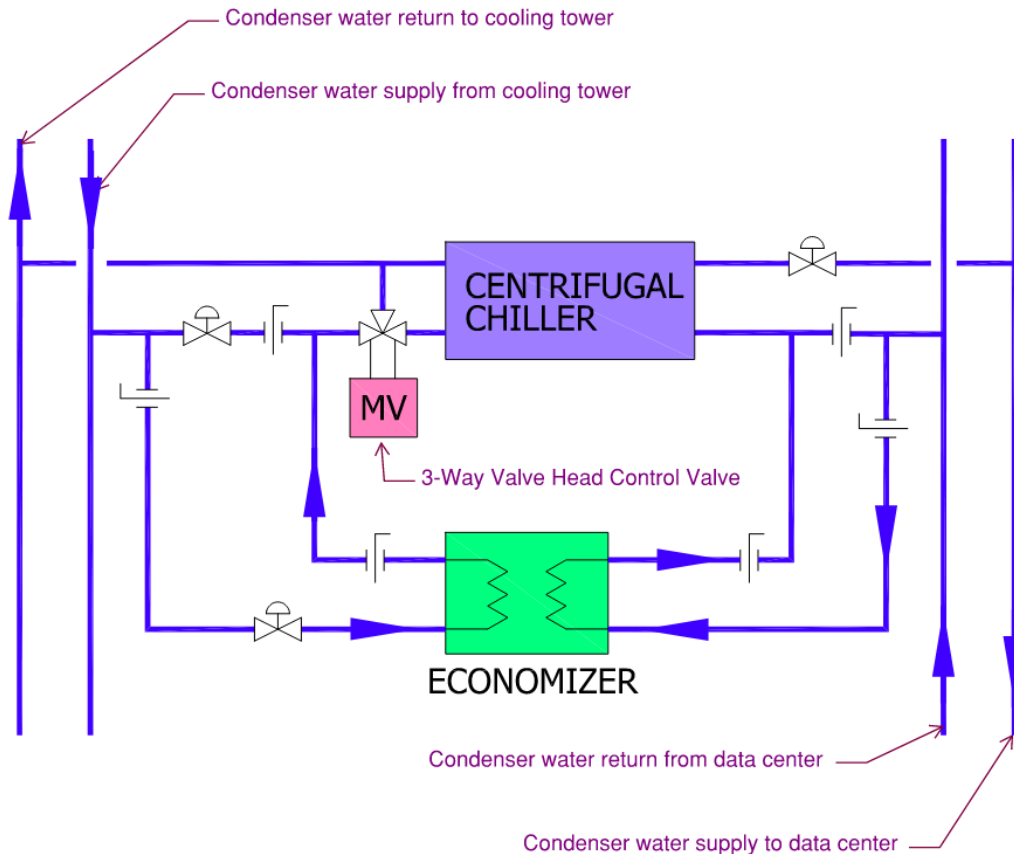 Condenser water return to cooling tower
Condenser water supply from cooling tower
CENTRIFUGAL
CHILLER
MV
3-Way Valve Head Control Valve
ECONOMIZER
Condenser water return from data center
Condenser water supply to data center